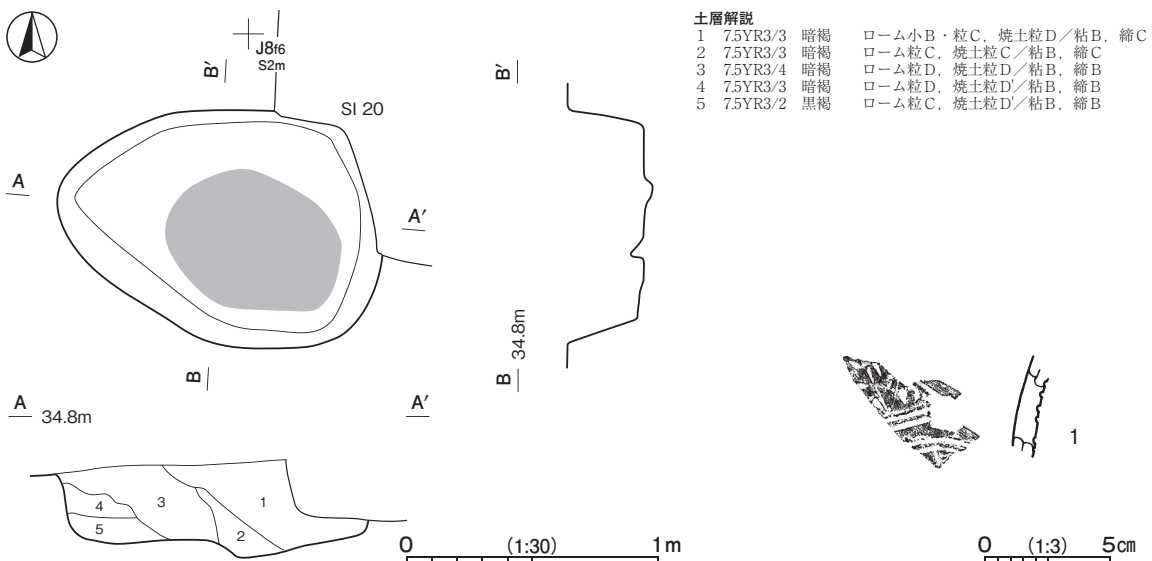 土層解説
1 7.5YR3/3 暗褐 ローム小B・粒C，焼土粒D／粘B，締C
2 7.5YR3/3 暗褐 ローム粒C，焼土粒C／粘B，締C
3 7.5YR3/4 暗褐 ローム粒D，焼土粒D／粘B，締B
4 7.5YR3/3 暗褐 ローム粒D，焼土粒D'／粘B，締B
5 7.5YR3/2 黒褐 ローム粒C，焼土粒D'／粘B，締B
J8f6
S2m
B′
B′
SI 20
A
A′
B
B 34.8m
A 34.8m
A′
1
2
3
4
5
1
0 (1:30) 1m
0 (1:3) 5cm